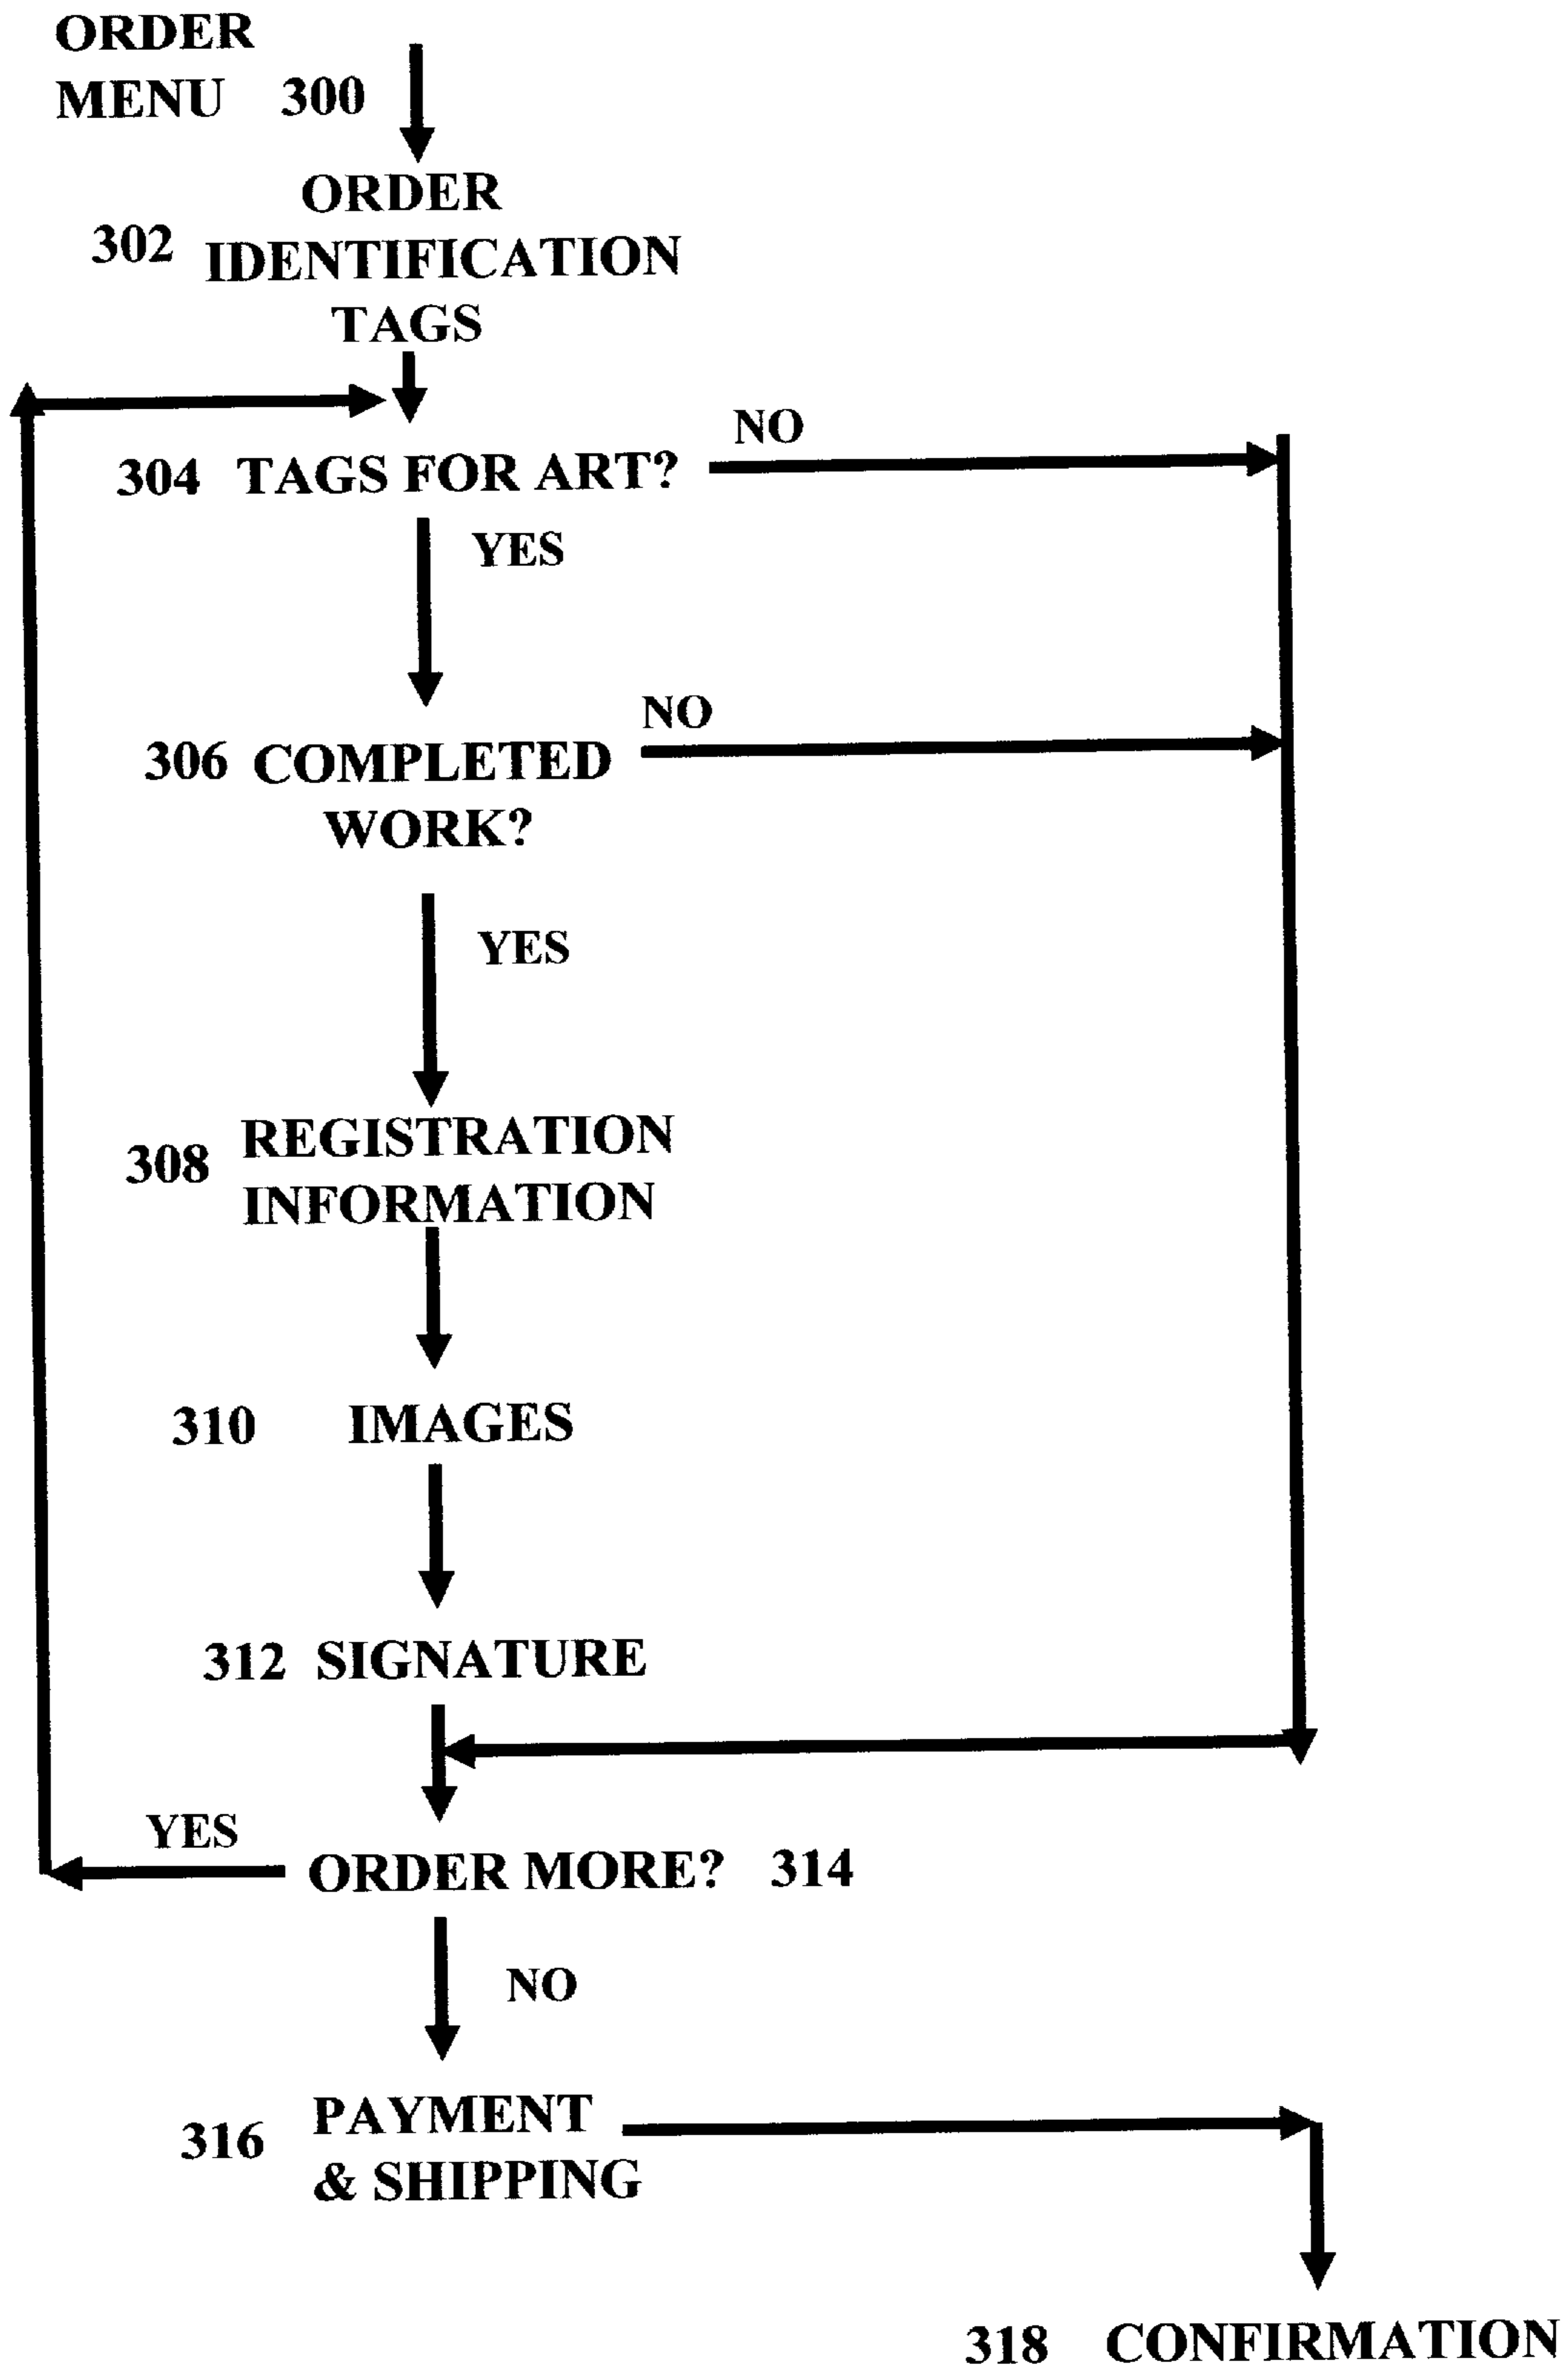 ORDER
MENU 300
ORDER
302 IDENTIFICATION
TAGS
NO
304 TAGS FOR ART?
YES
NO
306 COMPLETED
WORK?
YES
REGISTRATION
308
INFORMATION
310 IMAGES
312 SIGNATURE
YES
ORDER MORE? 314
NO
PAYMENT
316
& SHIPPING
318 CONFIRMATION